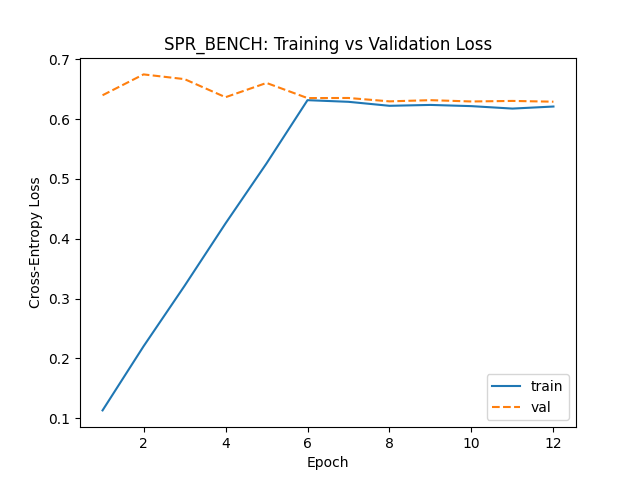 SPR_BENCH: Training vs Validation Loss
0.7
0.6
0.5
0.4
0.3
0.2
0.1
Cross-Entropy Loss
train
val
2
4
6
8
10
12
Epoch